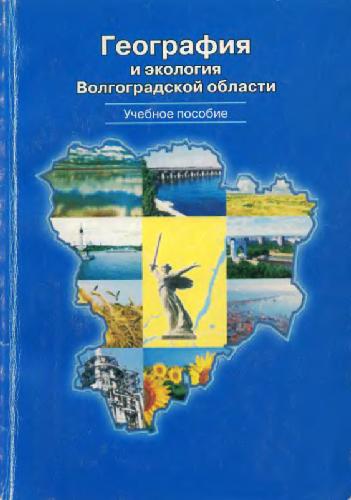 География
и экология
Волгоградской области
Учебное пособие